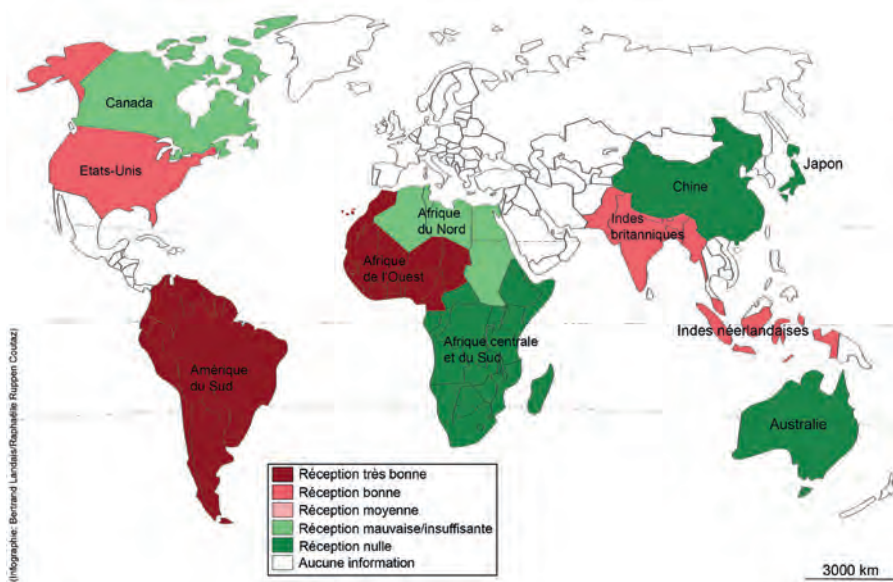 Canada
Etats-Unis
Japon
Chine
Afrique
du Nord
Indes
britanniques
Afrique
de l'Ouest
Indes néerlandaises
Afrique centrale
et du Sud
Amérique
du Sud
Australie
Réception très bonne
Réception bonne
Réception moyenne
Réception mauvaise/insuffisante
Réception nulle
Aucune information
3000 km
(Infographie: Bertrand Landais/Raphaëlle Ruppen Coutaz)